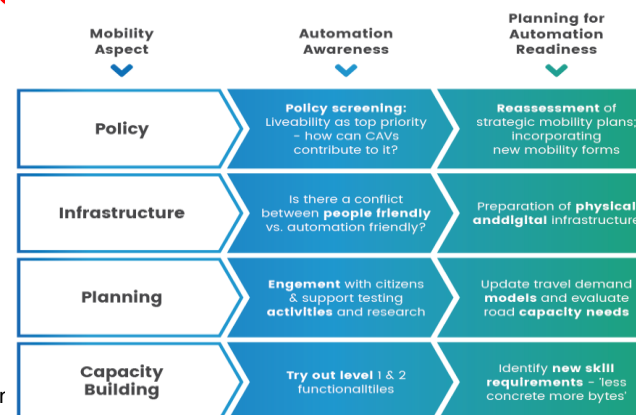 Mobility
Aspect
Automation
Awareness
Planning for
Automation
Readiness
Policy
Policy screening:
Liveability as top priority
- how can CAVs
contribute to it?
Reassessment of
strategic mobility plans;
incorporating
new mobility forms
Infrastructure
Is there a conflict
between people friendly
vs. automation friendly?
Preparation of physical
anddigital infrastructure
Planning
Engement with citizens
& support testing
activities and research
Update travel demand
models and evaluate
road capacity needs
Capacity
Building
Try out level 1 & 2
functionalltiles
Identify new skill
requirements - 'less
concrete more bytes'